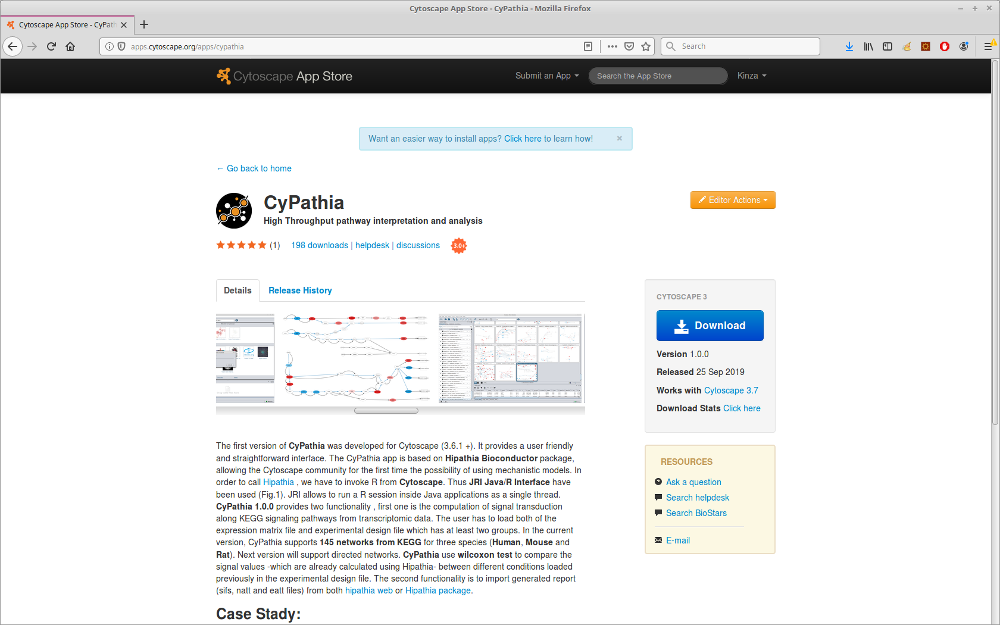 Cytoscape App Store - CyPathia - Mozilla Firefox
Cytoscape App Store - CyPath
apps.cytoscape.org/apps/cypathia
Search
Cytoscape App Store
Submit an App
Search the App Store
Kinza
Want an easier way to install apps? Click here to learn how!
← Go back to home
CyPathia
Editor Actions
High Throughput pathway interpretation and analysis
(1) 198 downloads | helpdesk | discussions 3.0+
Details
Release History
CYTOSCAPE 3
Download
Version 1.0.0
Released 25 Sep 2019
Works with Cytoscape 3.7
Download Stats Click here
The first version of CyPathia was developed for Cytoscape (3.6.1 +). It provides a user friendly
and straightforward interface. The CyPathia app is based on Hipathia Bioconductor package,
allowing the Cytoscape community for the first time the possibility of using mechanistic models. In
order to call Hipathia , we have to invoke R from Cytoscape. Thus JRI Java/R Interface have
been used (Fig.1). JRI allows to run a R session inside Java applications as a single thread.
CyPathia 1.0.0 provides two functionality , first one is the computation of signal transduction
along KEGG signaling pathways from transcriptomic data. The user has to load both of the
expression matrix file and experimental design file which has at least two groups. In the current
version, CyPathia supports 145 networks from KEGG for three species (Human, Mouse and
Rat). Next version will support directed networks. CyPathia use wilcoxon test to compare the
signal values -which are already calculated using Hipathia- between different conditions loaded
previously in the experimental design file. The second functionality is to import generated report
(sifs, natt and eatt files) from both hipathia web or Hipathia package.
Case Stady:
RESOURCES
Ask a question
Search helpdesk
Search BioStars
E-mail